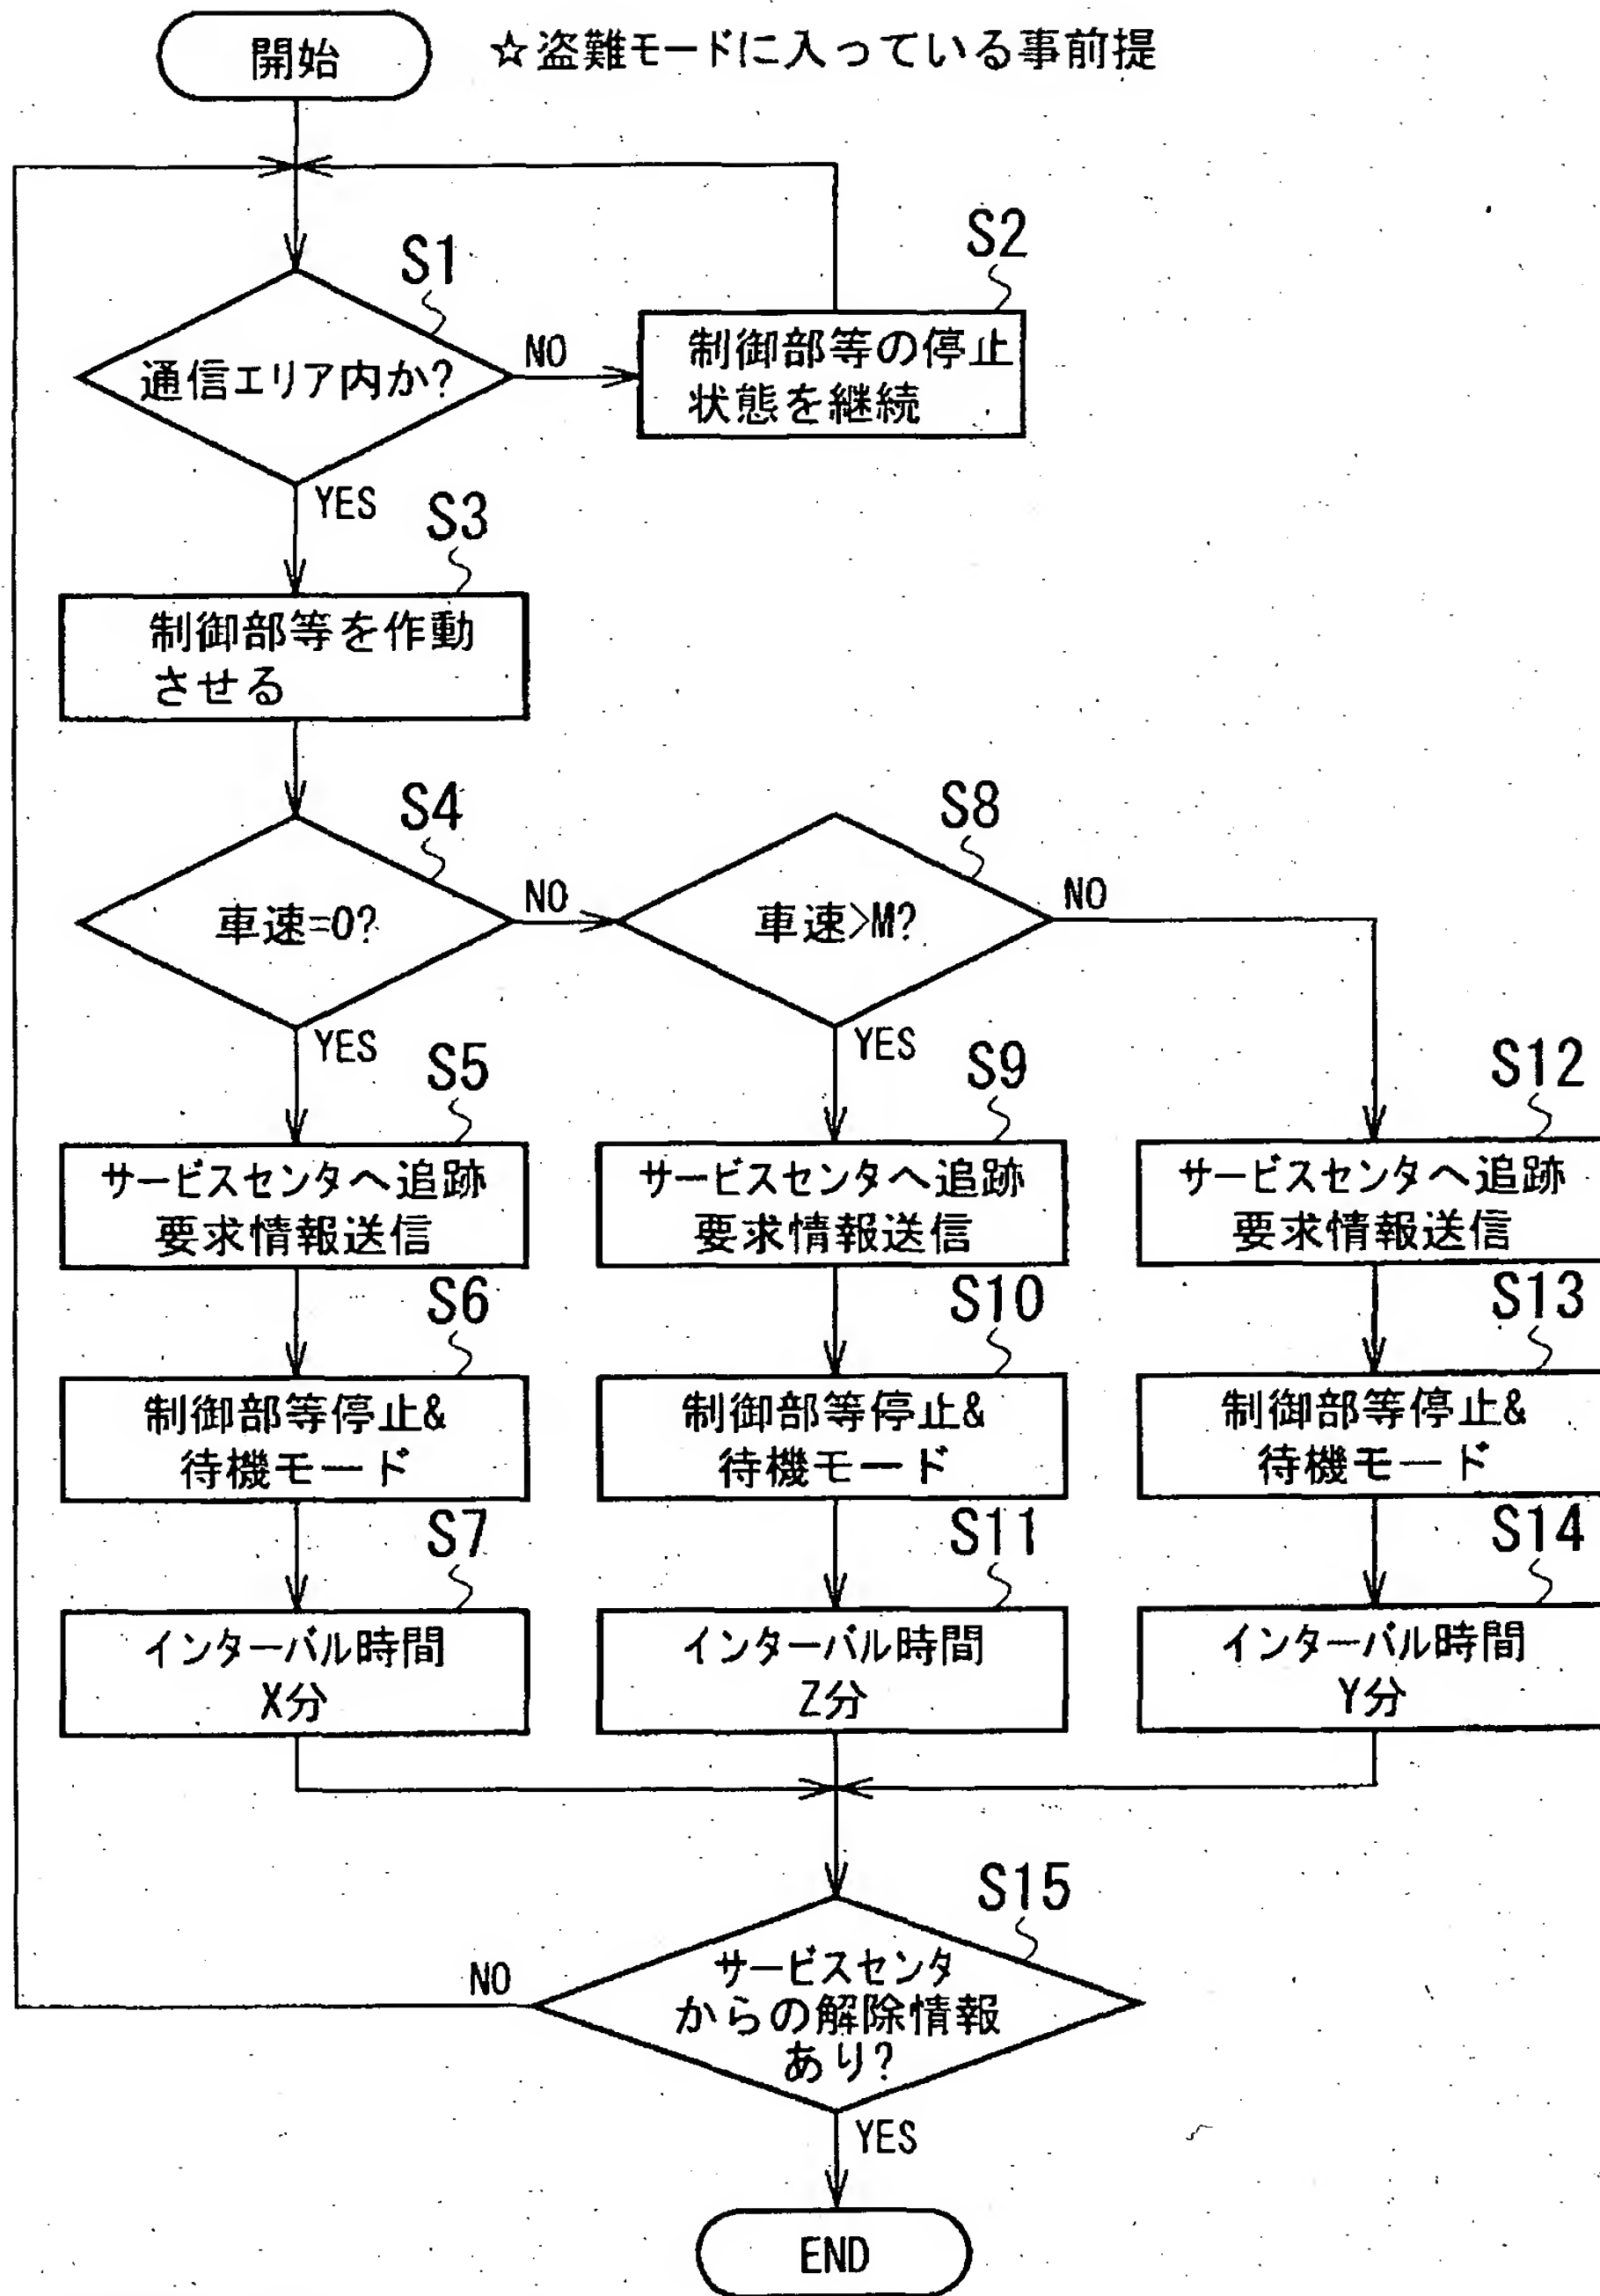 開始
☆盗難モードに入っている事前提
S1
通信エリア内か?
NO
S2
制御部等の停止
状態を継続
YES
S3
制御部等を作動
させる
S4
車速=0?
NO
S8
車速>M?
NO
YES
YES
S5
サービスセンタへ追跡
要求情報送信
S9
サービスセンタへ追跡
要求情報送信
S12
サービスセンタへ追跡
要求情報送信
S6
制御部等停止&
待機モード
S10
制御部等停止&
待機モード
S13
制御部等停止&
待機モード
S7
インターバル時間
X分
S11
インターバル時間
Z分
S14
インターバル時間
Y分
S15
サービスセンタ
からの解除情報
あり?
NO
YES
END